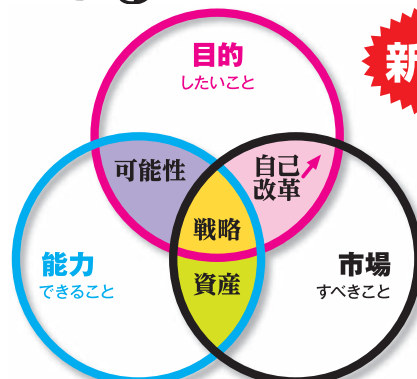 新
目的
したいこと
可能性
自己
改革
戦略
能力
できること
資産
市場
すべきこと